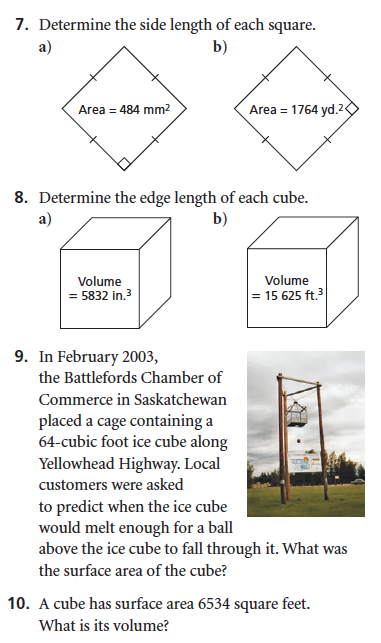 7. Determine the side length of each square.
a) b)
Area = 484 mm² Area = 1764 yd.²
8. Determine the edge length of each cube.
a) b)
Volume Volume
= 5832 in.³ = 15 625 ft.³
9. In February 2003,
the Battlefords Chamber of
Commerce in Saskatchewan
placed a cage containing a
64-cubic foot ice cube along
Yellowhead Highway. Local
customers were asked
to predict when the ice cube
would melt enough for a ball
above the ice cube to fall through it. What was
the surface area of the cube?
10. A cube has surface area 6534 square feet.
What is its volume?